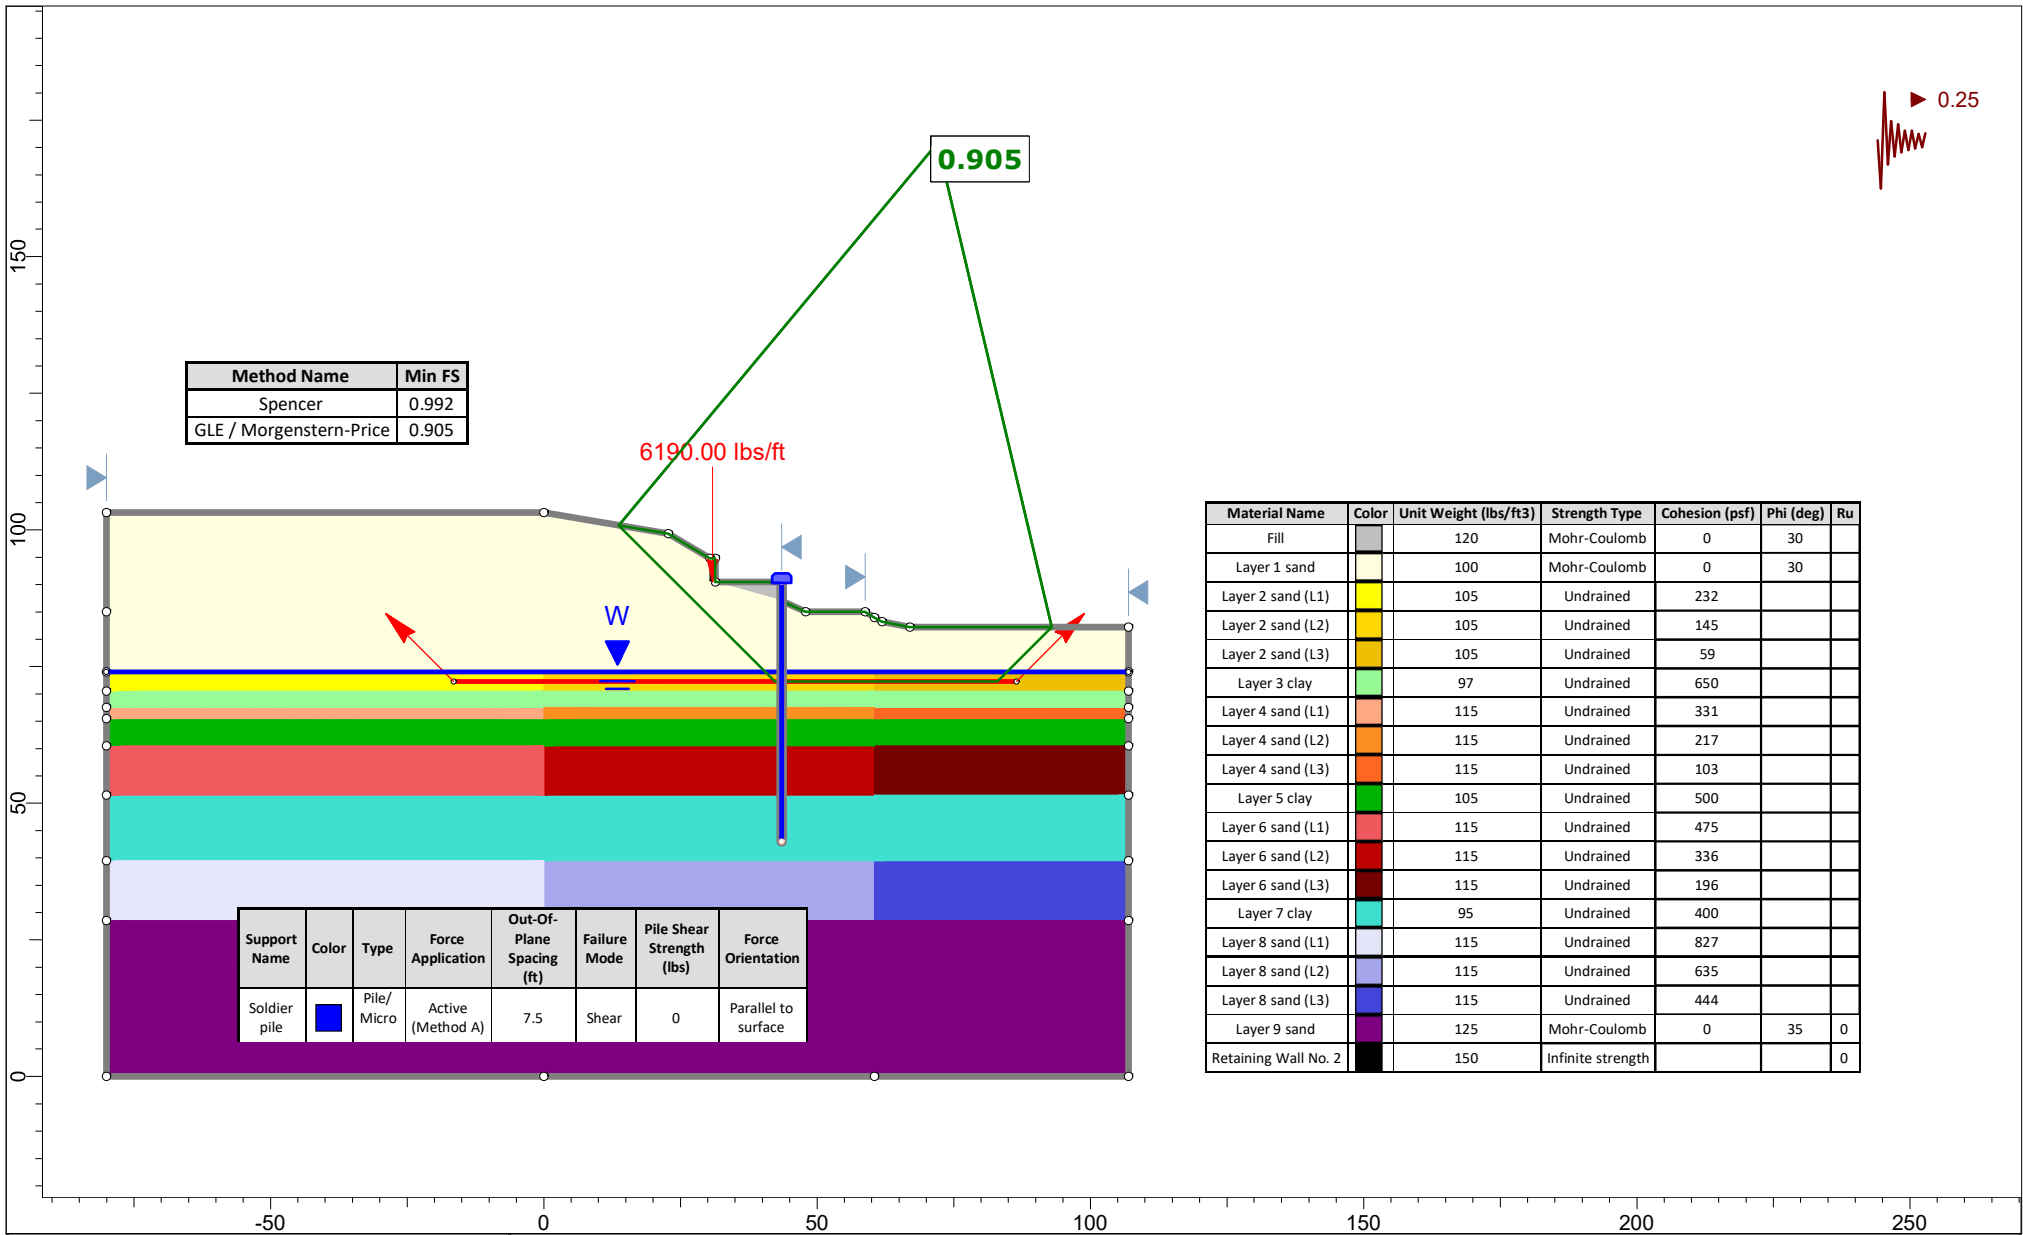 0.25
0.905
150
100
50
0
Method Name Min FS
Spencer 0.992
GLE / Morgenstern-Price 0.905
6190.00 lbs/ft
W
Material Name Color Unit Weight (lbs/ft3) Strength Type Cohesion (psf) Phi (deg) Ru
Fill 120 Mohr-Coulomb 0 30
Layer 1 sand 100 Mohr-Coulomb 0 30
Layer 2 sand (L1) 105 Undrained 232
Layer 2 sand (L2) 105 Undrained 145
Layer 2 sand (L3) 105 Undrained 59
Layer 3 clay 97 Undrained 650
Layer 4 sand (L1) 115 Undrained 331
Layer 4 sand (L2) 115 Undrained 217
Layer 4 sand (L3) 115 Undrained 103
Layer 5 clay 105 Undrained 500
Layer 6 sand (L1) 115 Undrained 475
Layer 6 sand (L2) 115 Undrained 336
Layer 6 sand (L3) 115 Undrained 196
Layer 7 clay 95 Undrained 400
Layer 8 sand (L1) 115 Undrained 827
Layer 8 sand (L2) 115 Undrained 635
Layer 8 sand (L3) 115 Undrained 444
Layer 9 sand 125 Mohr-Coulomb 0 35 0
Retaining Wall No. 2 150 Infinite strength 0
Support Name Color Type Force Application Out-Of-Plane Spacing (ft) Failure Mode Pile Shear Strength (lbs) Force Orientation
Soldier pile Pile/ Micro Active (Method A) 7.5 Shear 0 Parallel to surface
-50 0 50 100 150 200 250